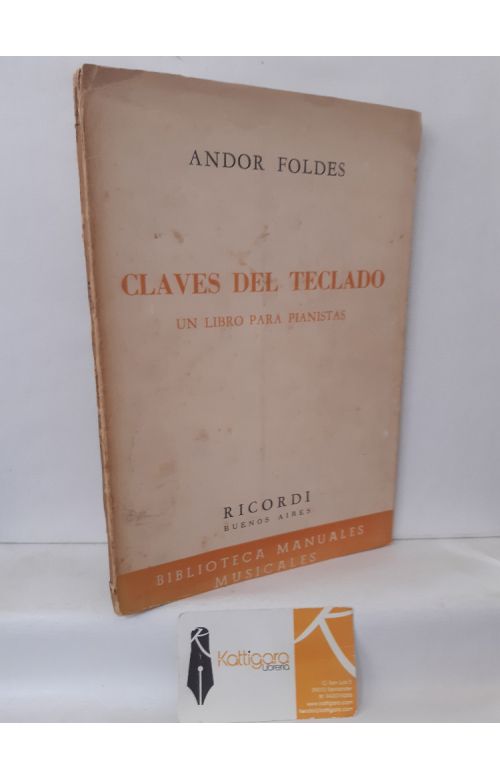 ANDOR FOLDES
CLAVES DEL TECLADO
UN LIBRO PARA PIANISTAS
RICORDI
BUENOS AIRES
BIBLIOTECA MANUALES
MUSICALES
Kattigara
Librería